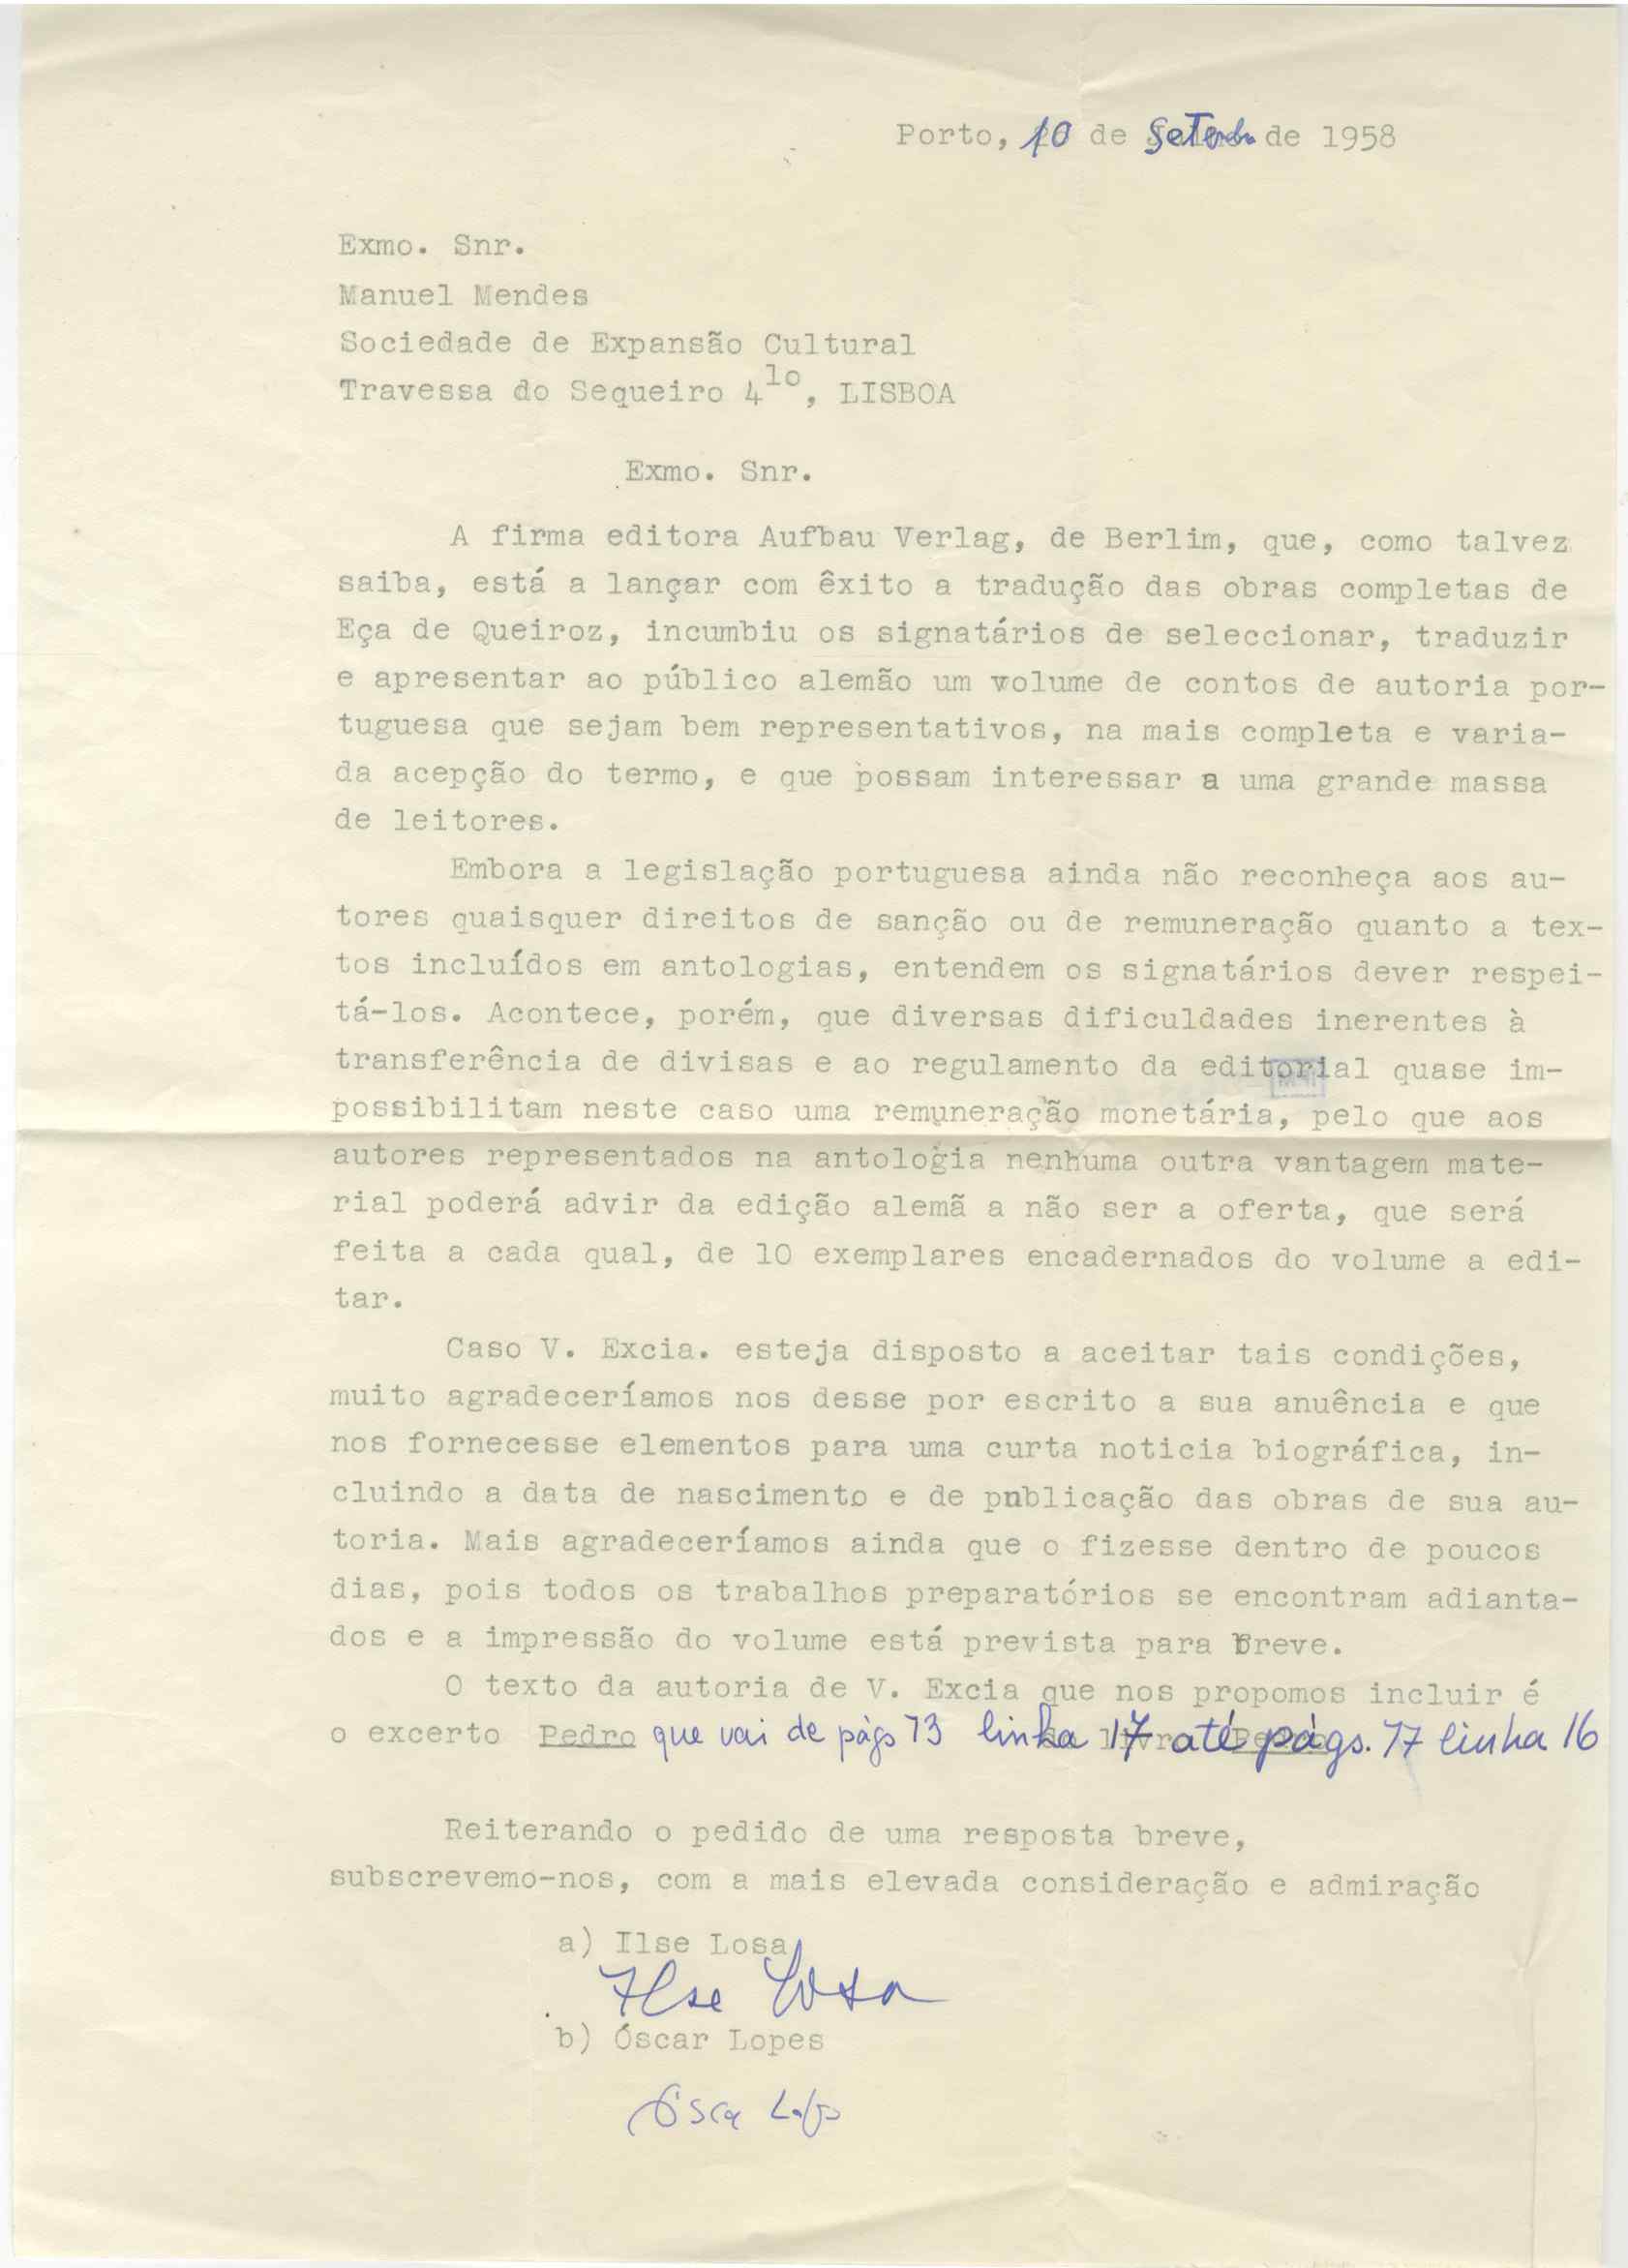 Porto, 10 de Setemb. de 1958
Exmo. Snr.
Manuel Mendes
Sociedade de Expansão Cultural
Travessa do Sequeiro 4¹º, LISBOA
Exmo. Snr.
A firma editora Aufbau Verlag, de Berlim, que, como talvez
saiba, está a lançar com êxito a tradução das obras completas de
Eça de Queiroz, incumbiu os signatários de seleccionar, traduzir
e apresentar ao público alemão um volume de contos de autoria por-
tuguesa que sejam bem representativos, na mais completa e varia-
da acepção do termo, e que possam interessar a uma grande massa
de leitores.
Embora a legislação portuguesa ainda não reconheça aos au-
tores quaisquer direitos de sanção ou de remuneração quanto a tex-
tos incluídos em antologias, entendem os signatários dever respei-
tá-los. Acontece, porém, que diversas dificuldades inerentes à
transferência de divisas e ao regulamento da editorial quase im-
possibilitam neste caso uma remuneração monetária, pelo que aos
autores representados na antologia nenhuma outra vantagem mate-
rial poderá advir da edição alemã a não ser a oferta, que será
feita a cada qual, de 10 exemplares encadernados do volume a edi-
tar.
Caso V. Excia. esteja disposto a aceitar tais condições,
muito agradeceríamos nos desse por escrito a sua anuência e que
nos fornecesse elementos para uma curta noticia biográfica, in-
cluindo a data de nascimento e de publicação das obras de sua au-
toria. Mais agradeceríamos ainda que o fizesse dentro de poucos
dias, pois todos os trabalhos preparatórios se encontram adianta-
dos e a impressão do volume está prevista para breve.
O texto da autoria de V. Excia que nos propomos incluir é
o excerto Pedro que vai de págs 73 linha 17 até págs. 77 linha 16
Reiterando o pedido de uma resposta breve,
subscrevemo-nos, com a mais elevada consideração e admiração
a) Ilse Losa
Ilse Losa
b) Óscar Lopes
Óscar Lopes